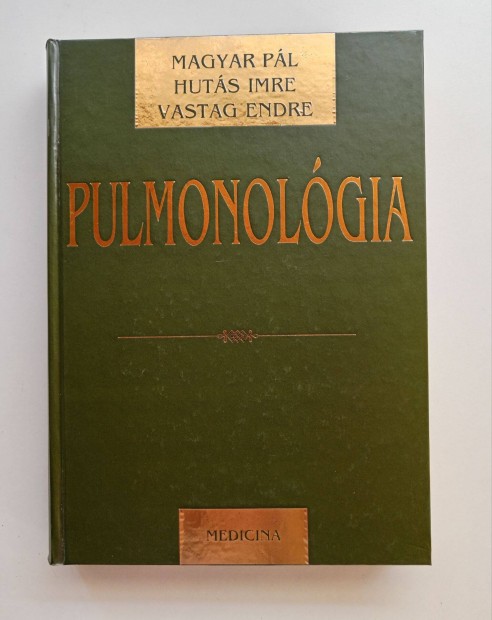 MAGYAR PÁL
HUTÁS IMRE
VASTAG ENDRE
PULMONOLÓGIA
MEDICINA